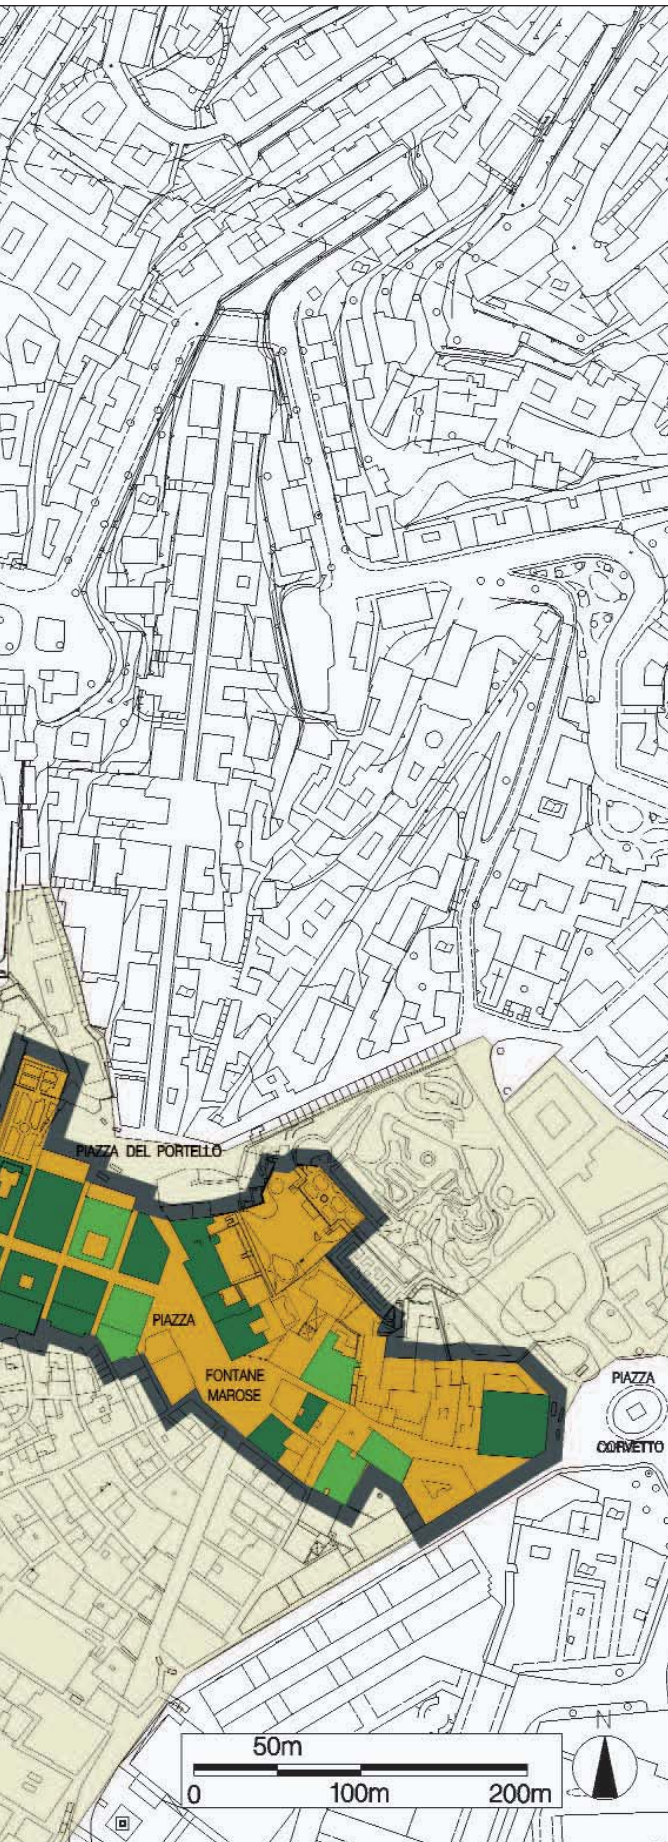 PIAZZA DEL PORTELLO
PIAZZA
FONTANE
MAROSE
PIAZZA
CORVETTO
N
50m
0 100m 200m